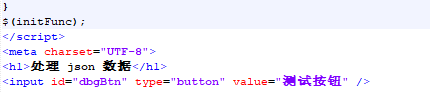 }
$(initFunc);
</script>
<meta charset="UTF-8">
<h1>处理 json 数据</h1>
<input id="dbgBtn" type="button" value="测试按钮" />